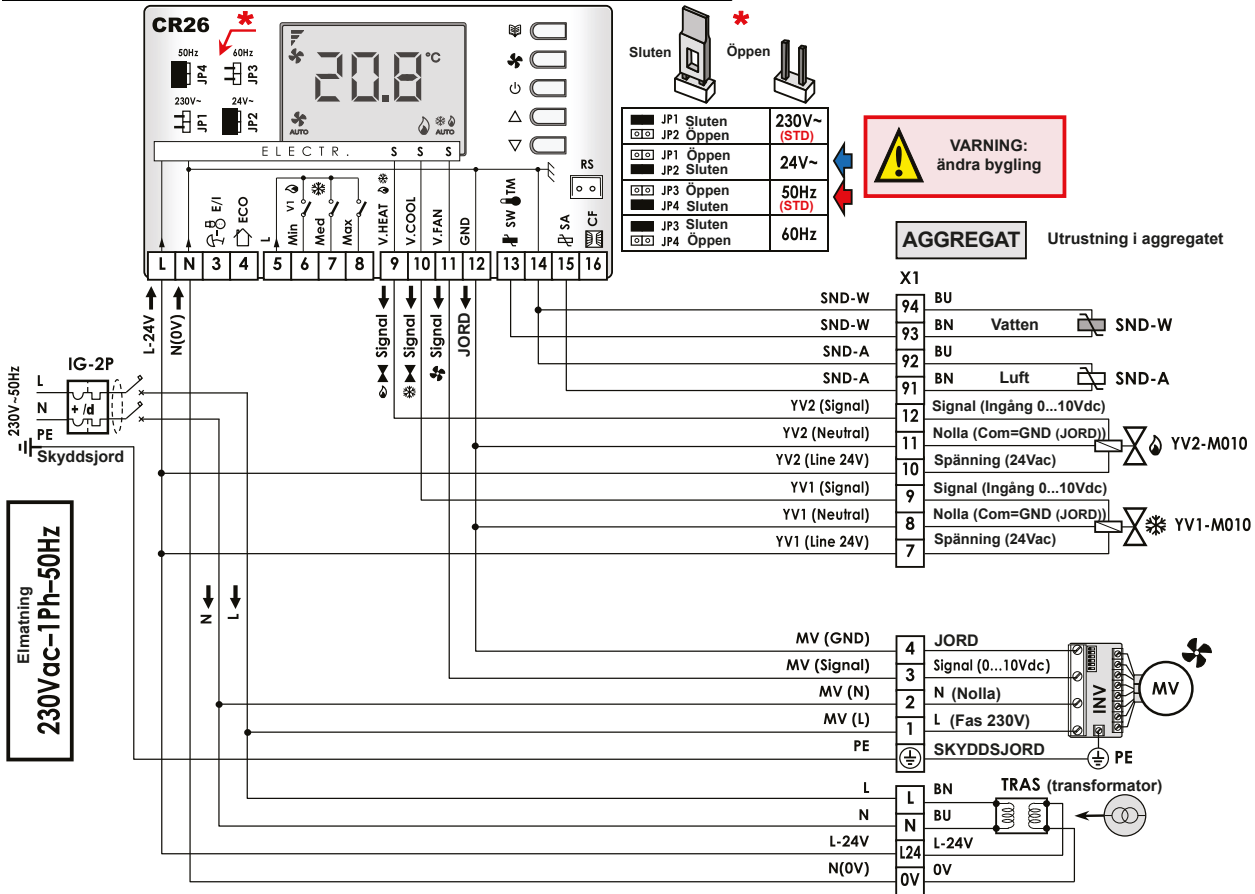 CR26
*
50Hz
JP4
60Hz
JP3
230V~
JP1
24V~
JP2
AUTO
20.8 °C
AUTO
ELECTR. S S S
RS
E/I
ECO
L
V1
Min
Med
Max
V.HEAT
V.COOL
V.FAN
GND
SW
TM
SA
CF
L N 3 4 5 6 7 8 9 10 11 12 13 14 15 16
Sluten
*
Öppen
JP1 Sluten
JP2 Öppen
230V~
(STD)
JP1 Öppen
JP2 Sluten
24V~
JP3 Öppen
JP4 Sluten
50Hz
(STD)
JP3 Sluten
JP4 Öppen
60Hz
VARNING:
ändra bygling
AGGREGAT
Utrustning i aggregatet
X1
L-24V
N(0V)
Signal
Signal
Signal
JORD
SND-W 94 BU
SND-W 93 BN Vatten SND-W
SND-A 92 BU
SND-A 91 BN Luft SND-A
YV2 (Signal) 12 Signal (Ingång 0...10Vdc)
YV2 (Neutral) 11 Nolla (Com=GND (JORD)) YV2-M010
YV2 (Line 24V) 10 Spänning (24Vac)
YV1 (Signal) 9 Signal (Ingång 0...10Vdc)
YV1 (Neutral) 8 Nolla (Com=GND (JORD)) YV1-M010
YV1 (Line 24V) 7 Spänning (24Vac)
IG-2P
230V~50Hz
L
N
+ /d
PE
Skyddsjord
Elmatning
230Vac–1Ph–50Hz
N
L
MV (GND) 4 JORD
MV (Signal) 3 Signal (0...10Vdc)
MV (N) 2 N (Nolla)
MV (L) 1 L (Fas 230V)
PE SKYDDSJORD
INV
MV
PE
TRAS (transformator)
L L BN
N N BU
L-24V L24 L-24V
N(0V) 0V 0V